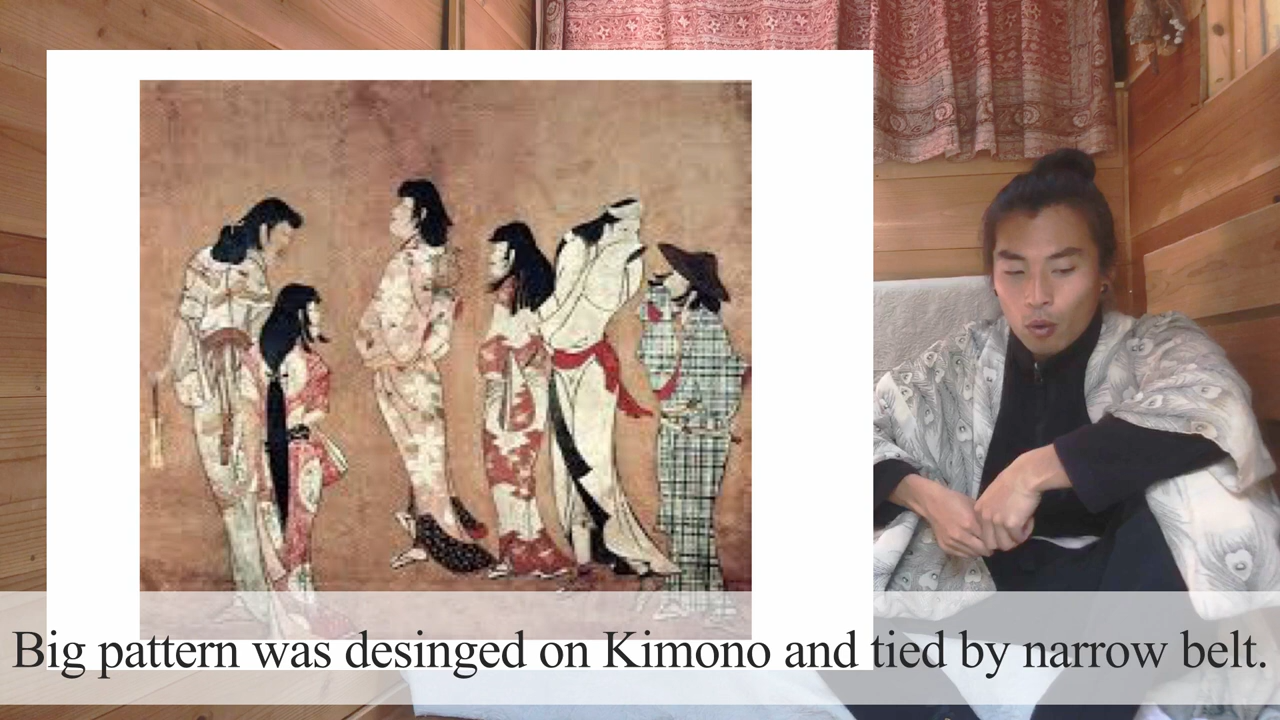 Big pattern was desinged on Kimono and tied by narrow belt.